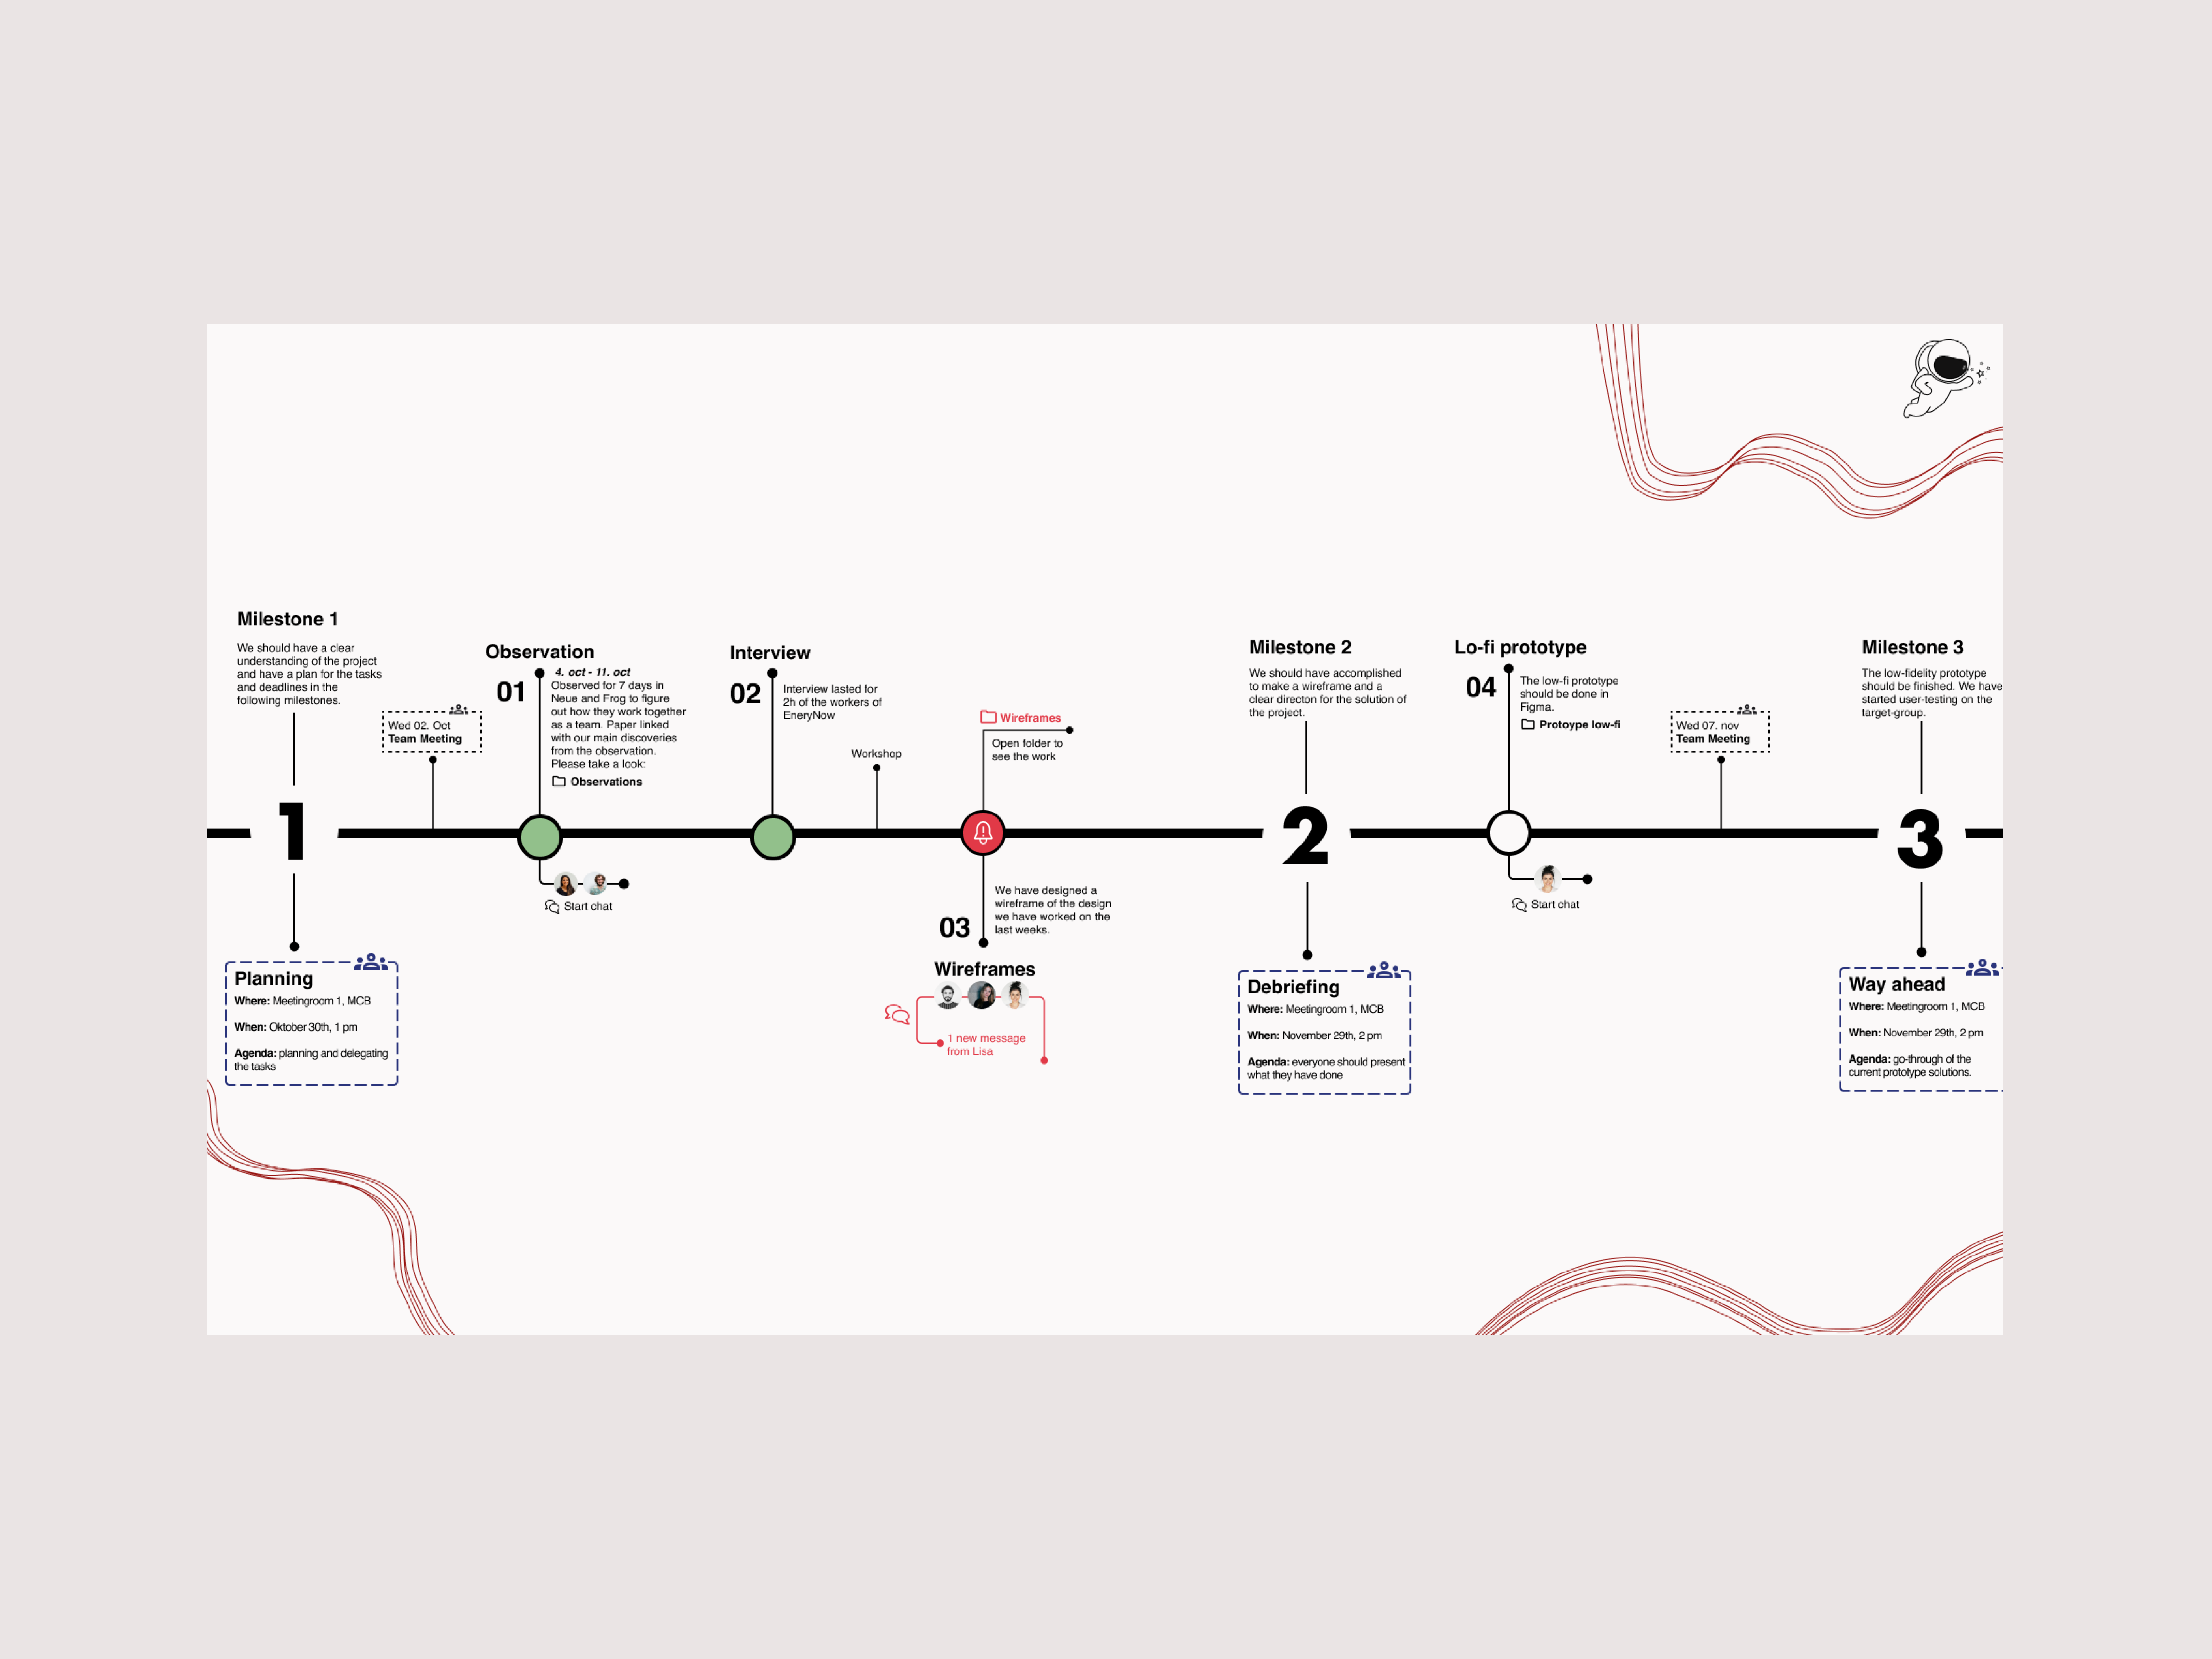 Milestone 1
We should have a clear
understanding of the project
and have a plan for the tasks
and deadlines in the
following milestones.
1
Planning
Where: Meetingroom 1, MCB
When: Oktober 30th, 1 pm
Agenda: planning and delegating
the tasks
Wed 02. Oct
Team Meeting
Observation
01
4. oct - 11. oct
Observed for 7 days in
Neue and Frog to figure
out how they work together
as a team. Paper linked
with our main discoveries
from the observation.
Please take a look:
Observations
Start chat
Interview
02
Interview lasted for
2h of the workers of
EneryNow
Workshop
Wireframes
Open folder to
see the work
We have designed a
wireframe of the design
we have worked on the
last weeks.
03
Wireframes
1 new message
from Lisa
Milestone 2
We should have accomplished
to make a wireframe and a
clear directon for the solution of
the project.
2
Debriefing
Where: Meetingroom 1, MCB
When: November 29th, 2 pm
Agenda: everyone should present
what they have done
Lo-fi prototype
04
The low-fi prototype
should be done in
Figma.
Protoype low-fi
Start chat
Wed 07. nov
Team Meeting
Milestone 3
The low-fidelity prototype
should be finished. We have
started user-testing on the
target-group.
3
Way ahead
Where: Meetingroom 1, MCB
When: November 29th, 2 pm
Agenda: go-through of the
current prototype solutions.